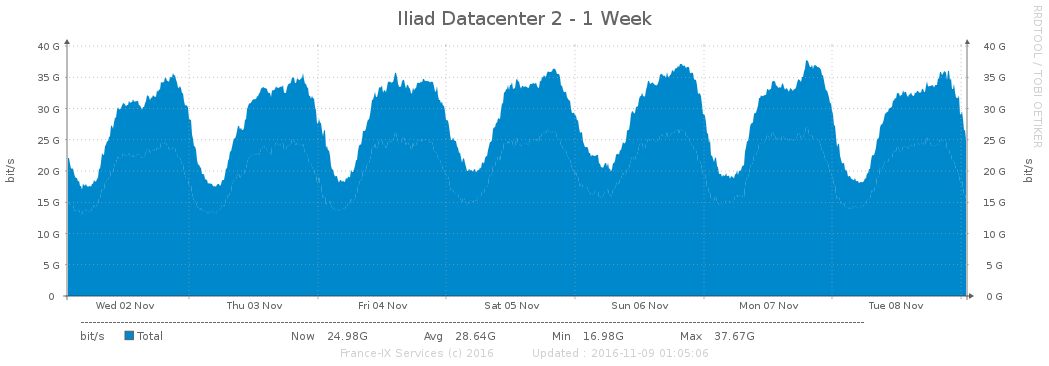 Iliad Datacenter 2 - 1 Week
RRDTOOL / TOBI OETIKER
40 G 40 G
35 G 35 G
30 G 30 G
25 G 25 G
20 G 20 G
15 G 15 G
10 G 10 G
5 G 5 G
0 0 G
bit/s bit/s
Wed 02 Nov Thu 03 Nov Fri 04 Nov Sat 05 Nov Sun 06 Nov Mon 07 Nov Tue 08 Nov
bit/s Total Now 24.98G Avg 28.64G Min 16.98G Max 37.67G
France-IX Services (c) 2016 Updated : 2016-11-09 01:05:06